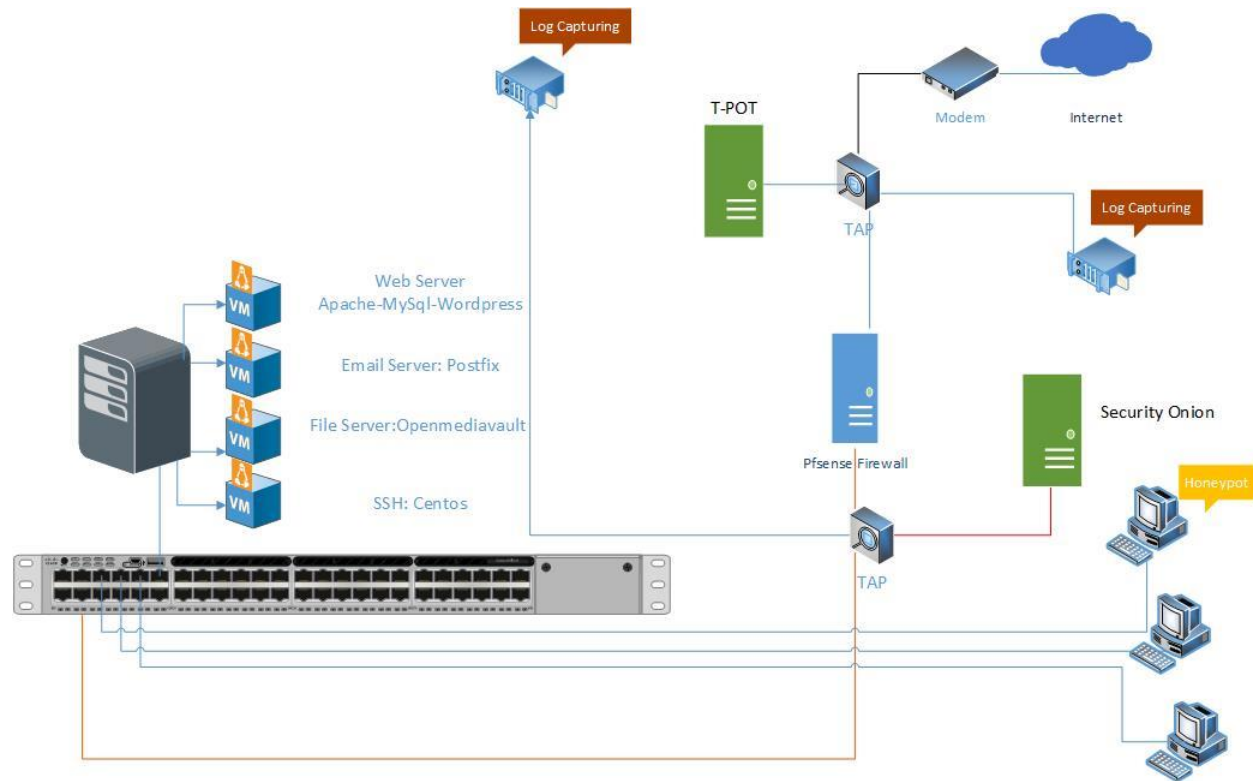 Log Capturing
T-POT
Modem
Internet
TAP
Log Capturing
Web Server
Apache-MySql-Wordpress
Email Server: Postfix
File Server:Openmediavault
SSH: Centos
VM
VM
VM
VM
Pfsense Firewall
Security Onion
Honeypot
TAP